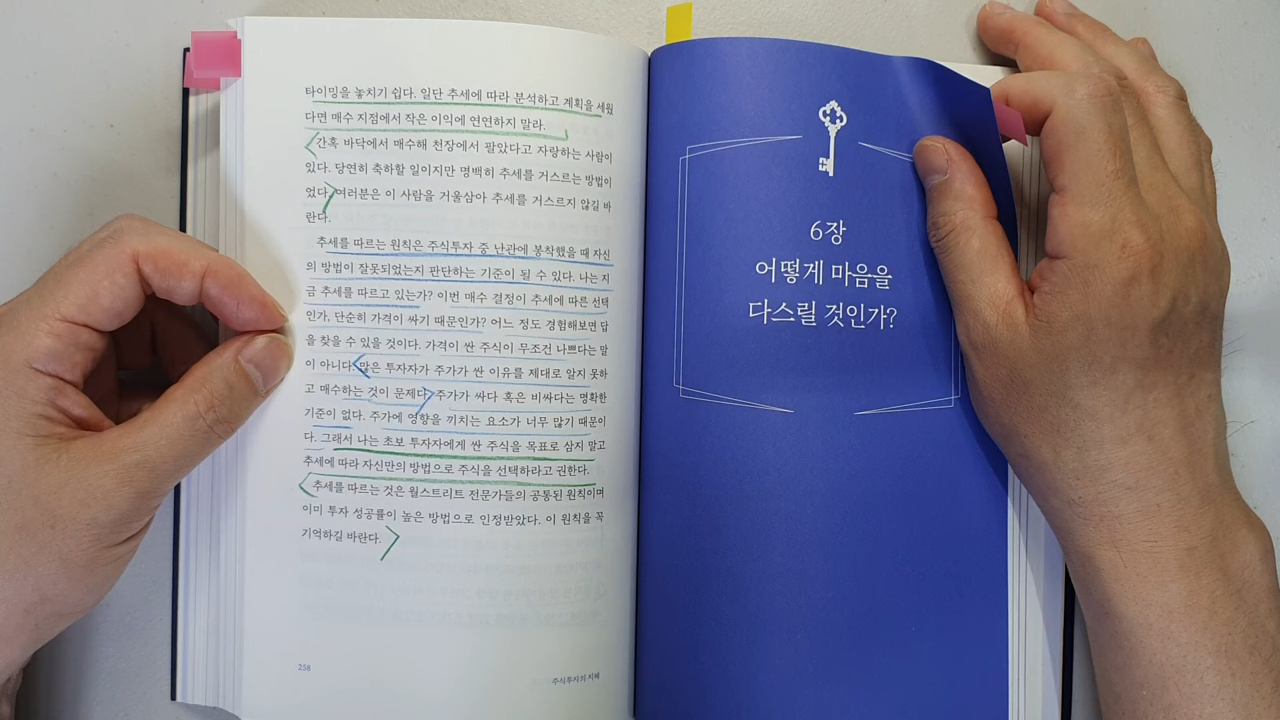 타이밍을 놓치기 쉽다. 일단 추세에 따라 분석하고 계획을 세웠
다면 매수 지점에서 작은 이익에 연연하지 말라.
간혹 바닥에서 매수해 천장에서 팔았다고 자랑하는 사람이
있다. 당연히 축하할 일이지만 명백히 추세를 거스르는 방법이
었다. 여러분은 이 사람을 거울삼아 추세를 거스르지 않길 바
란다.
추세를 따르는 원칙은 주식투자 중 난관에 봉착했을 때 자신
의 방법이 잘못되었는지 판단하는 기준이 될 수 있다. 나는 지
금 추세를 따르고 있는가? 이번 매수 결정이 추세에 따른 선택
인가, 단순히 가격이 싸기 때문인가? 어느 정도 경험해보면 답
을 찾을 수 있을 것이다. 가격이 싼 주식이 무조건 나쁘다는 말
이 아니다. 많은 투자자가 주가가 싼 이유를 제대로 알지 못하
고 매수하는 것이 문제다. 주가가 싸다 혹은 비싸다는 명확한
기준이 없다. 주가에 영향을 끼치는 요소가 너무 많기 때문이
다. 그래서 나는 초보 투자자에게 싼 주식을 목표로 삼지 말고
추세에 따라 자신만의 방법으로 주식을 선택하라고 권한다.
추세를 따르는 것은 월스트리트 전문가들의 공통된 원칙이며
이미 투자 성공률이 높은 방법으로 인정받았다. 이 원칙을 꼭
기억하길 바란다.
258
주식투자의 지혜
6장
어떻게 마음을
다스릴 것인가?